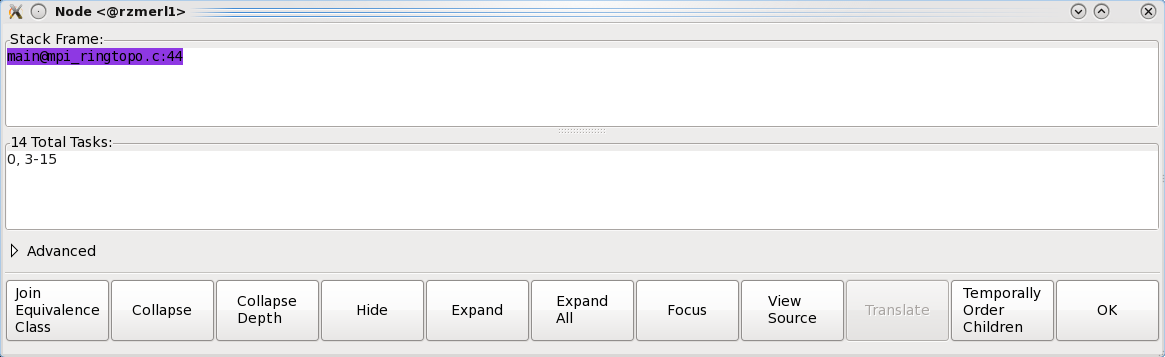 Node <@rzmerl1>
Stack Frame:
main@mpi_ringtopo.c:44
14 Total Tasks:
0, 3-15
Advanced
Join
Equivalence
Class
Collapse
Collapse
Depth
Hide
Expand
Expand
All
Focus
View
Source
Translate
Temporally
Order
Children
OK